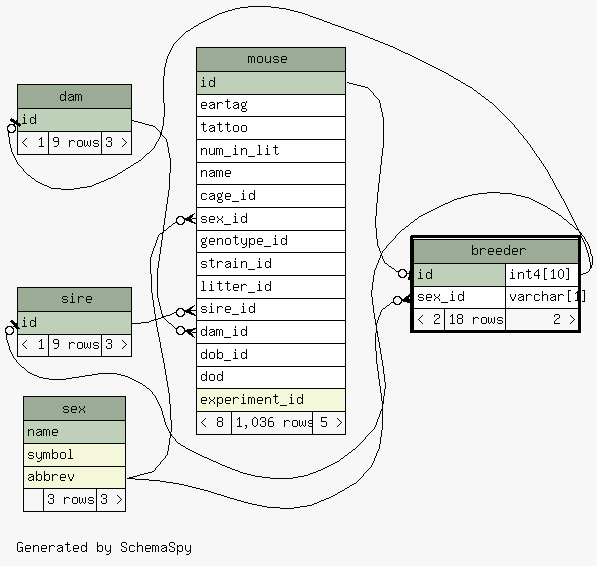 dam
id
< 1 9 rows 3 >
sire
id
< 1 9 rows 3 >
sex
name
symbol
abbrev
3 rows 3 >
mouse
id
eartag
tattoo
num_in_lit
name
cage_id
sex_id
genotype_id
strain_id
litter_id
sire_id
dam_id
dob_id
dod
experiment_id
< 8 1,036 rows 5 >
breeder
id int4[10]
sex_id varchar[1]
< 2 18 rows 2 >
Generated by SchemaSpy